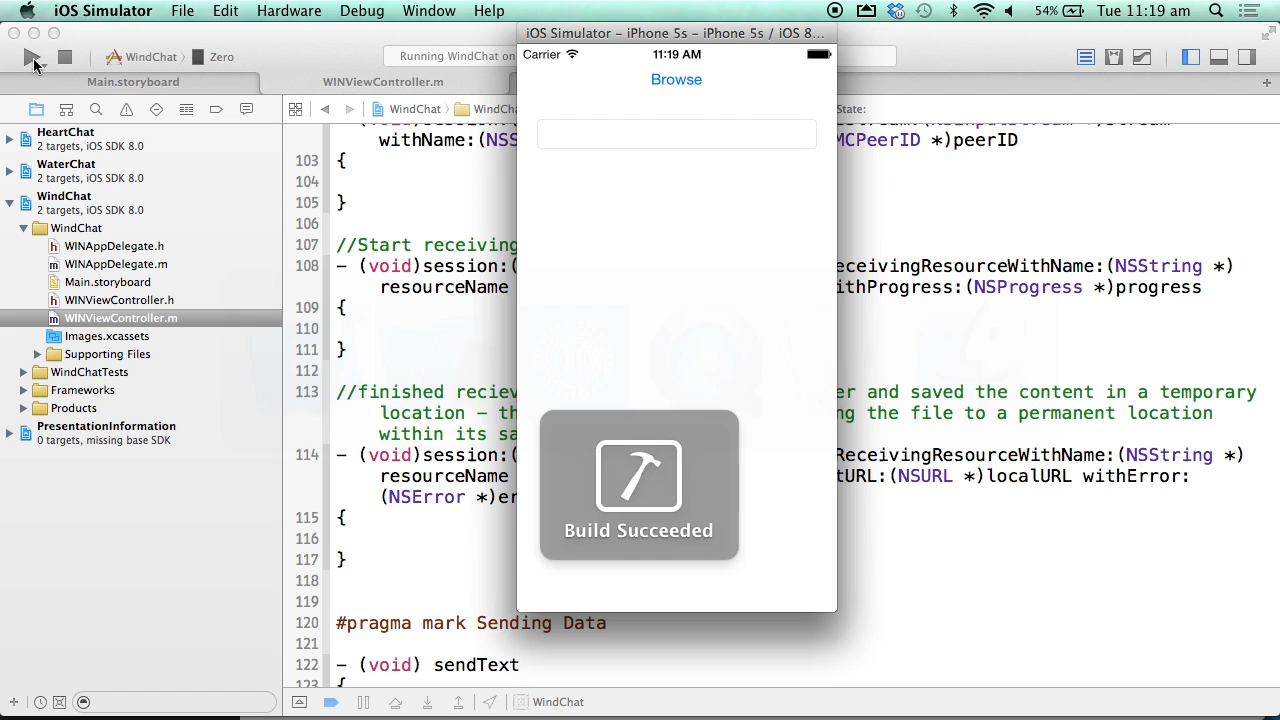 iOS Simulator File Edit Hardware Debug Window Help 54% Tue 11:19 am
iOS Simulator – iPhone 5s – iPhone 5s / iOS 8...
WindChat Zero Running WindChat on
Carrier 11:19 AM
Browse
Main.storyboard WINViewController.m
WindChat State:
HeartChat
2 targets, iOS SDK 8.0
WaterChat
2 targets, iOS SDK 8.0
WindChat
2 targets, iOS SDK 8.0
WindChat
h WINAppDelegate.h
m WINAppDelegate.m
Main.storyboard
h WINViewController.h
m WINViewController.m
Images.xcassets
Supporting Files
WindChatTests
Frameworks
Products
PresentationInformation
0 targets, missing base SDK
withName:(NSS MCPeerID *)peerID
103 {
104
105 }
106
107 //Start receiving
108 - (void)session:( eceivingResourceWithName:(NSString *)
resourceName ithProgress:(NSProgress *)progress
109 {
110
111 }
112
113 //finished reciev er and saved the content in a temporary
location – th ng the file to a permanent location
within its sa
114 - (void)session:( ReceivingResourceWithName:(NSString *)
resourceName tURL:(NSURL *)localURL withError:
(NSError *)er
115 {
116
117 }
118
119
120 #pragma mark Sending Data
121
122 - (void) sendText
123 {
Build Succeeded
WindChat